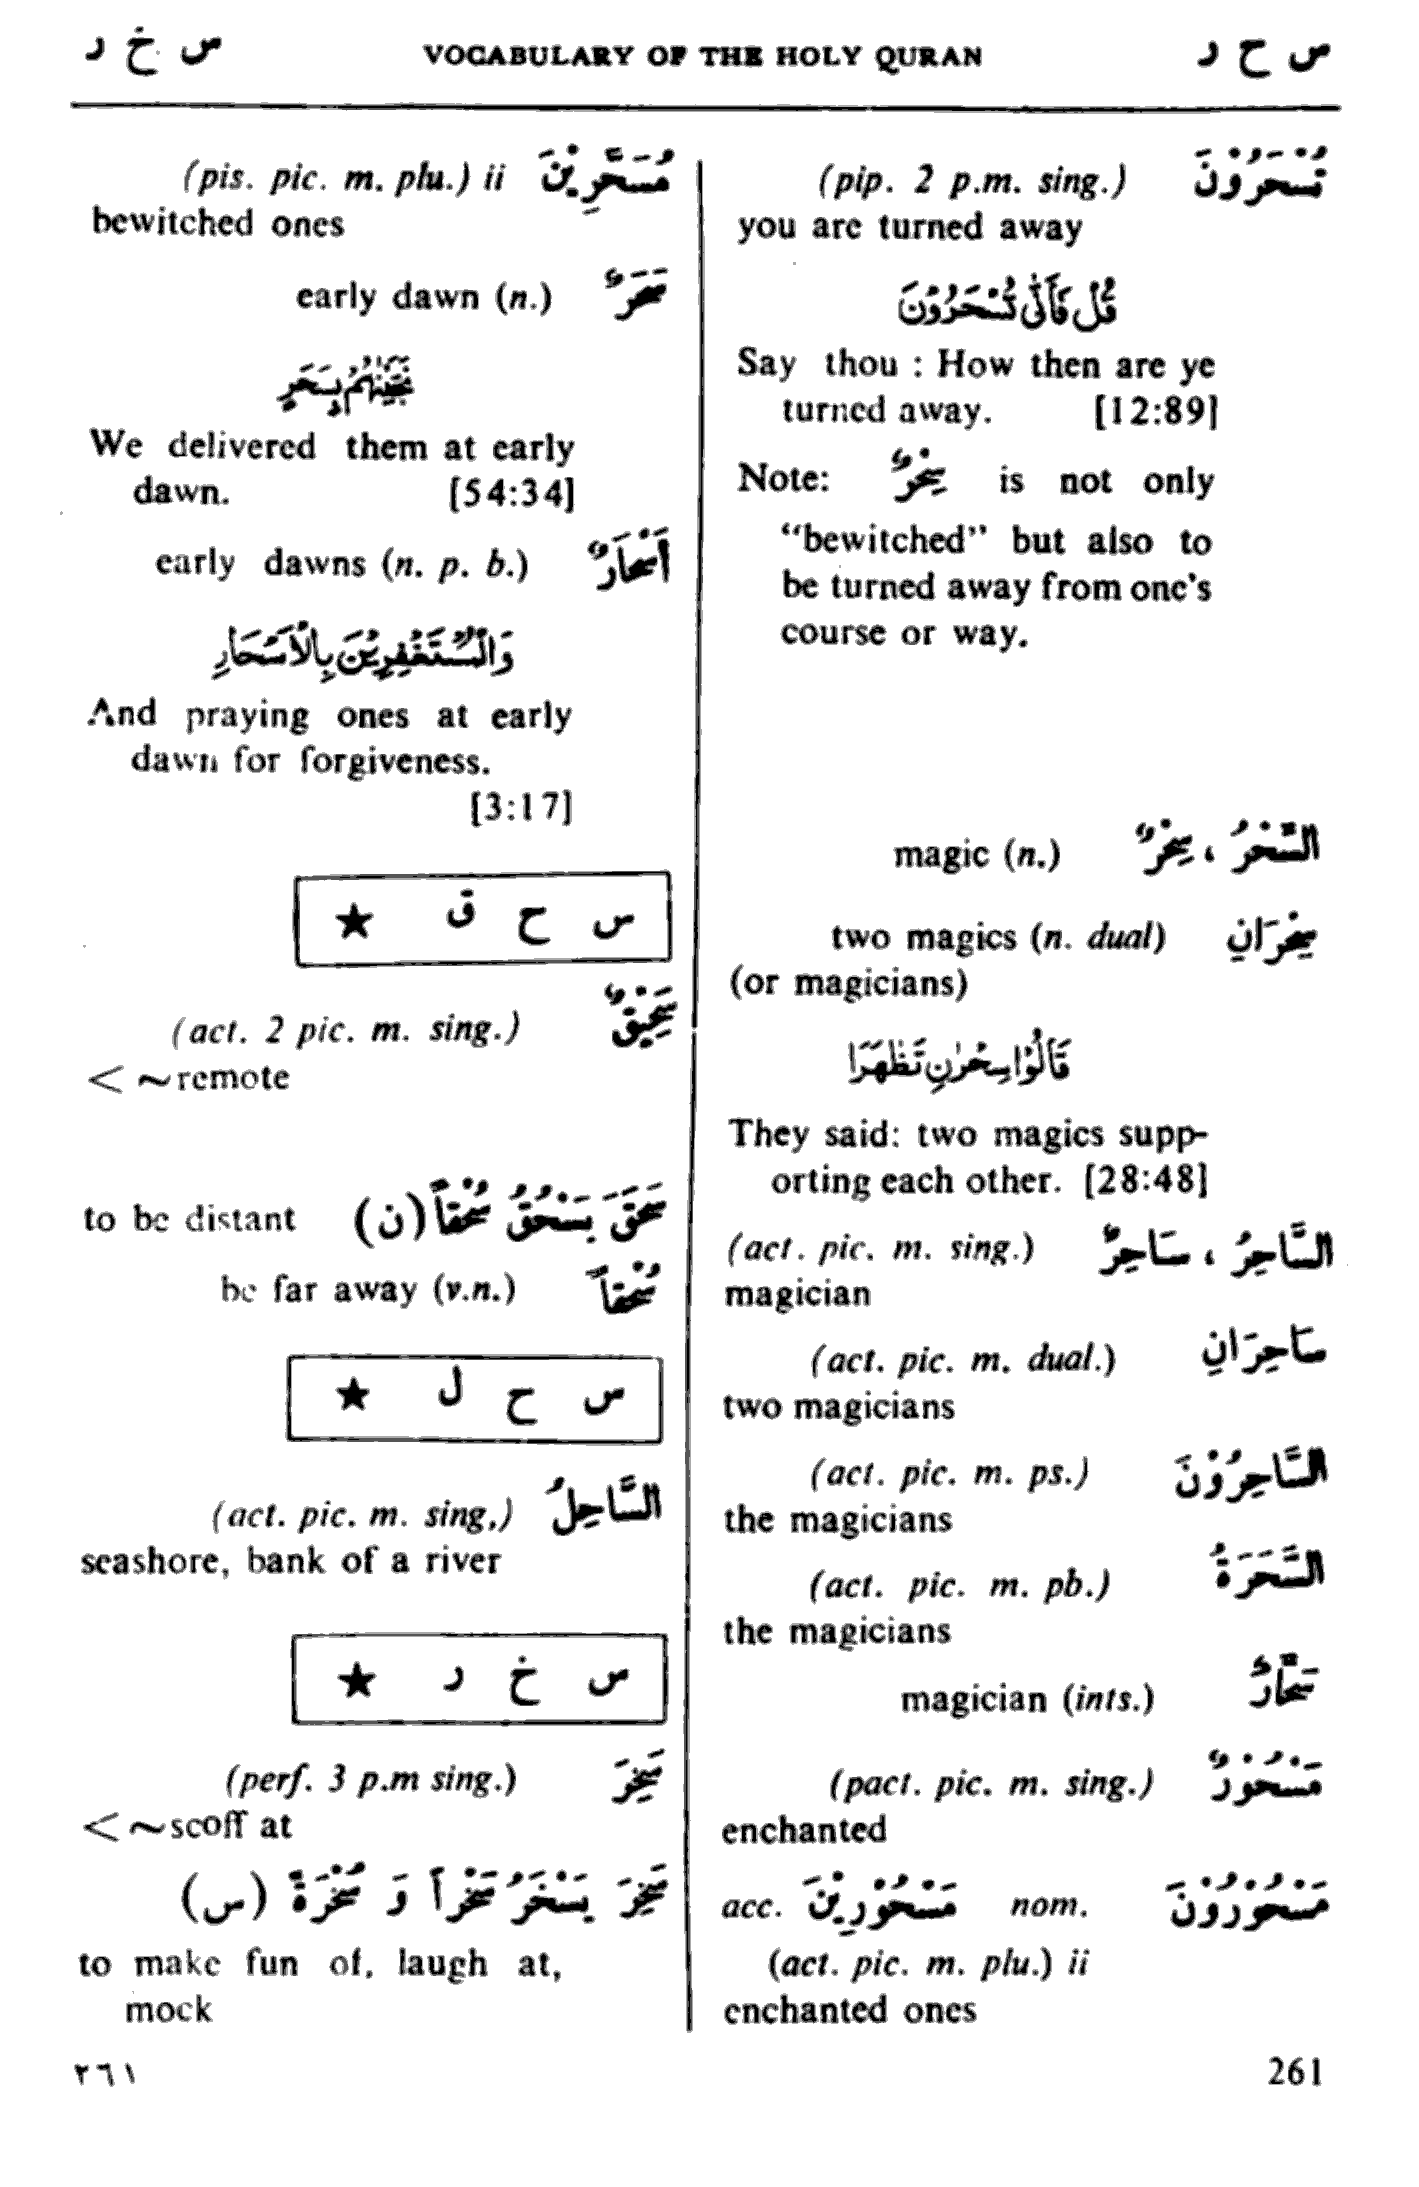 س خ ر VOCABULARY OF THE HOLY QURAN س ح ر
(pip. 2 p.m. sing.) تُسْحَرُوْنَ
you are turned away
قُلْ فَأَنّٰى تُسْحَرُوْنَ
Say thou : How then are ye
turned away. [12:89]
Note: سِحْرٌ is not only
“bewitched” but also to
be turned away from one's
course or way.
magic (n.) السِّحْرُ ، سِحْرٌ
two magics (n. dual) سِحْرَانِ
(or magicians)
قَالُوْا سِحْرٰنِ تَظٰهَرَا
They said: two magics supp-
orting each other. [28:48]
(act. pic. m. sing.) السَّاحِرُ ، سَاحِرٌ
magician
(act. pic. m. dual.) سَاحِرَانِ
two magicians
(act. pic. m. ps.) السَّاحِرُوْنَ
the magicians
(act. pic. m. pb.) السَّحَرَةُ
the magicians
magician (ints.) سَحَّارٌ
(pact. pic. m. sing.) مَسْحُوْرٌ
enchanted
acc. مَسْحُوْرِيْنَ nom. مَسْحُوْرُوْنَ
(act. pic. m. plu.) ii
enchanted ones
(pis. pic. m. plu.) ii مُسَحَّرِيْنَ
bewitched ones
early dawn (n.) سَحَرٌ
نَجَّيْنٰهُمْ بِسَحَرٍ
We delivered them at early
dawn. [54:34]
early dawns (n. p. b.) أَسْحَارٌ
وَالْمُسْتَغْفِرِيْنَ بِالْاَسْحَارِ
And praying ones at early
dawn for forgiveness.
[3:17]
س ح ق ★
(act. 2 pic. m. sing.) سَحِيْقٌ
< ~ remote
to be distant سَحَقَ يَسْحُقُ سُحْقاً (ن)
be far away (v.n.) سُحْقاً
س ح ل ★
(act. pic. m. sing,) السَّاحِلُ
seashore, bank of a river
س خ ر ★
(perf. 3 p.m sing.) سَخِرَ
< ~ scoff at
سَخِرَ يَسْخَرُ سَخْراً وَ سُخْرَةً (س)
to make fun of, laugh at,
mock
٢٦١ 261